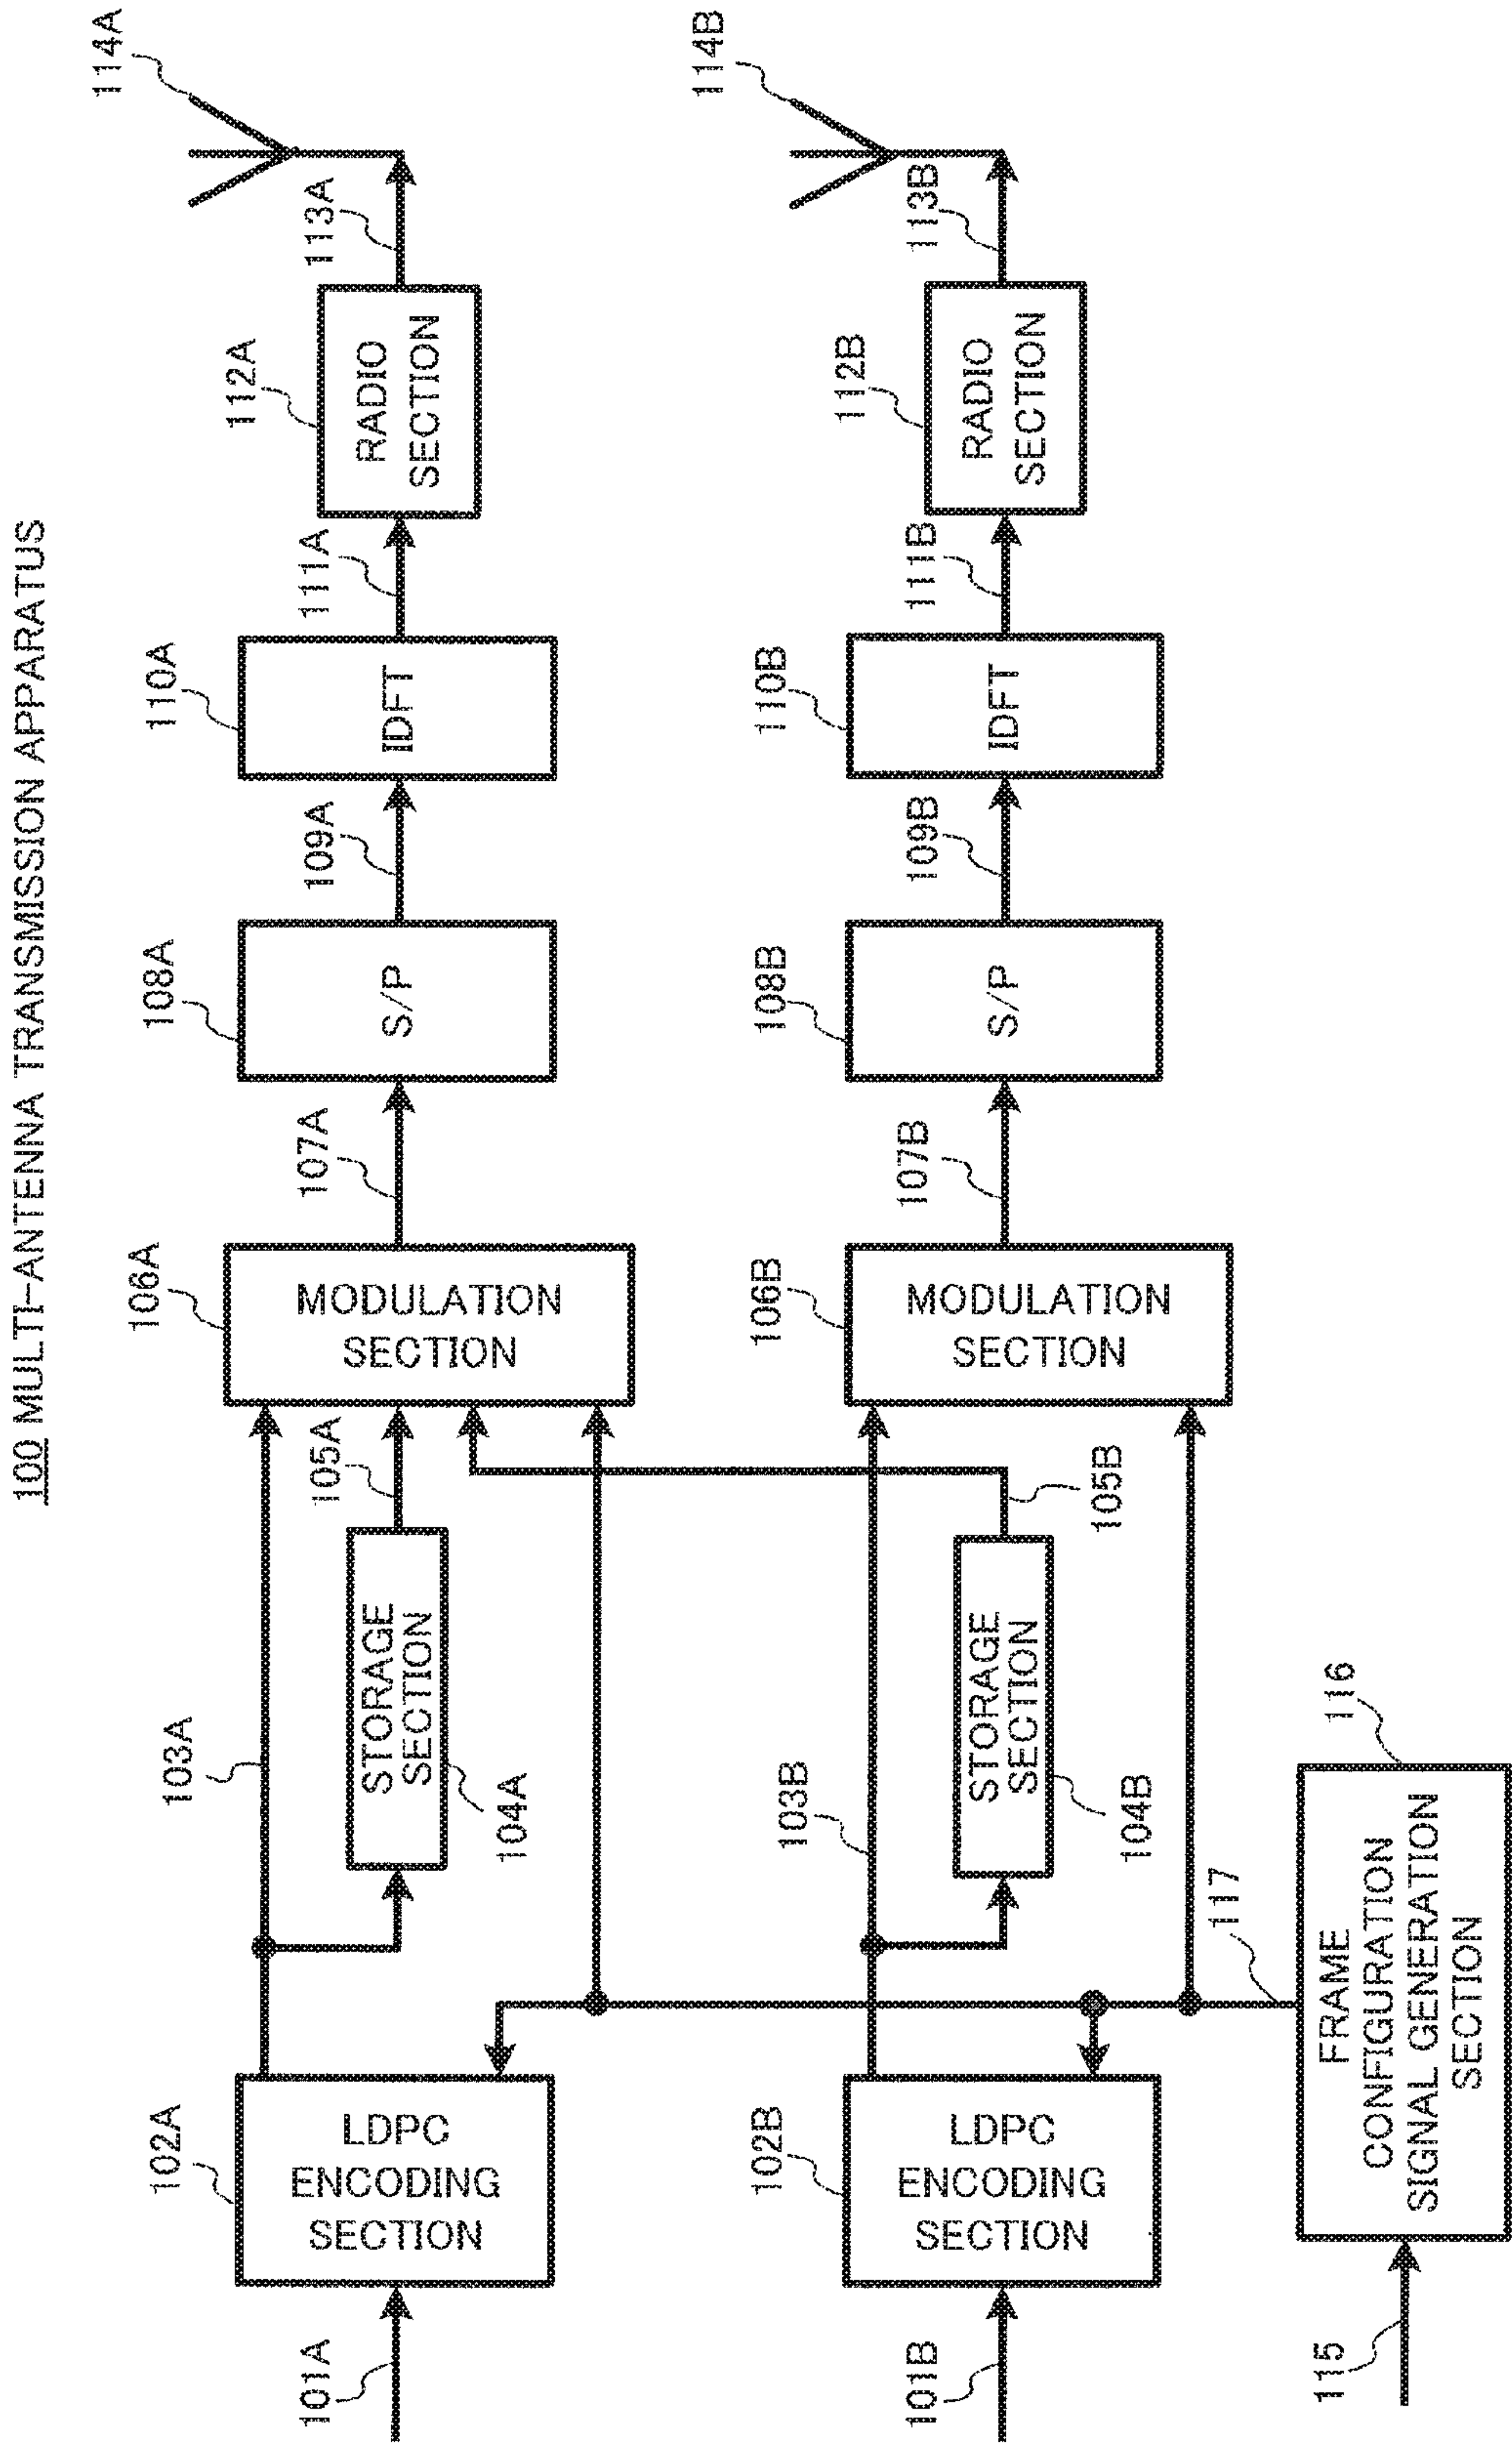 100 MULTI-ANTENNA TRANSMISSION APPARATUS
101A
102A
LDPC
ENCODING
SECTION
103A
STORAGE
SECTION
104A
105A
106A
MODULATION
SECTION
107A
108A
S/P
109A
110A
IDFT
111A
112A
RADIO
SECTION
113A
114A
101B
102B
LDPC
ENCODING
SECTION
103B
STORAGE
SECTION
104B
105B
106B
MODULATION
SECTION
107B
108B
S/P
109B
110B
IDFT
111B
112B
RADIO
SECTION
113B
114B
115
FRAME
CONFIGURATION
SIGNAL GENERATION
SECTION
116
117